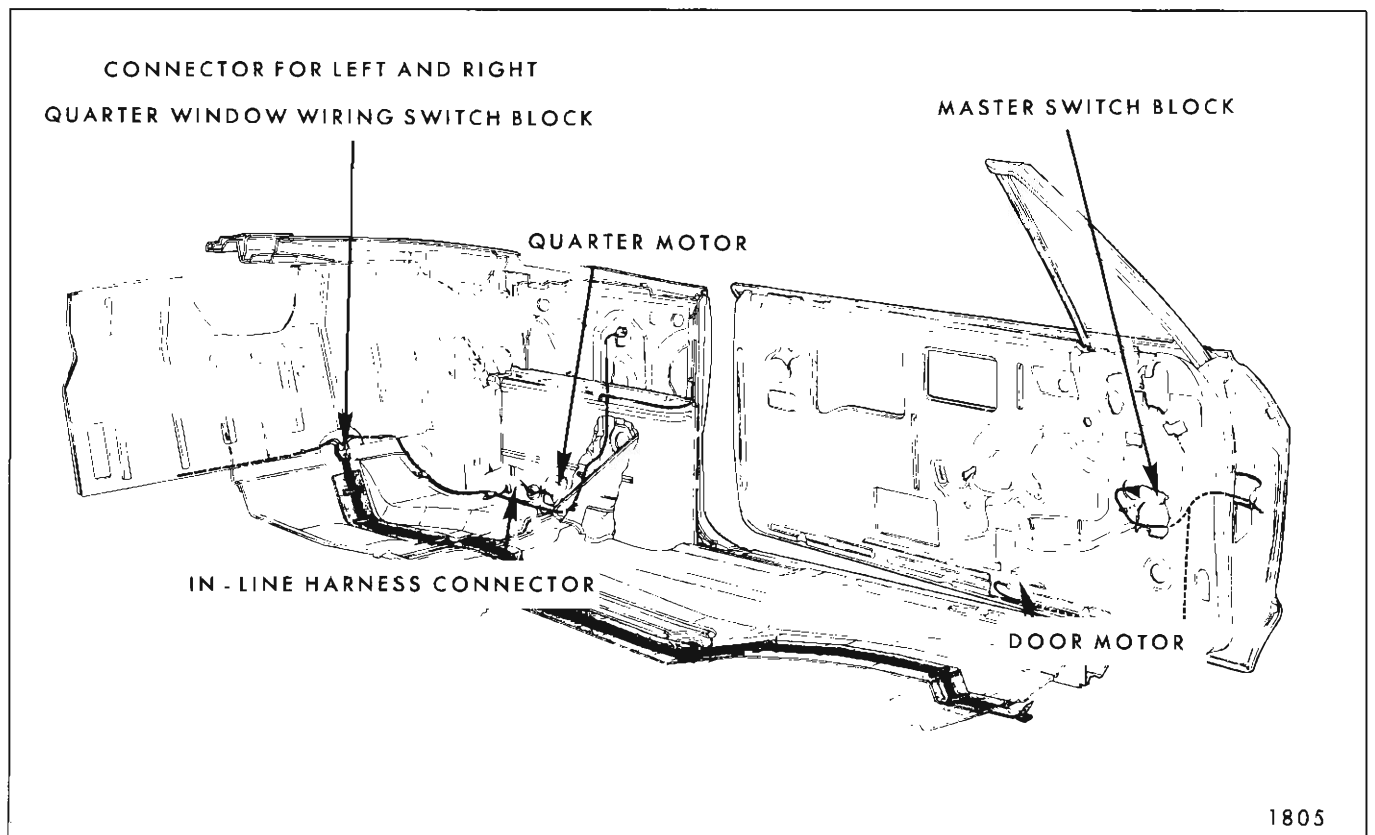 CONNECTOR FOR LEFT AND RIGHT
QUARTER WINDOW WIRING SWITCH BLOCK
MASTER SWITCH BLOCK
QUARTER MOTOR
IN-LINE HARNESS CONNECTOR
DOOR MOTOR
1805